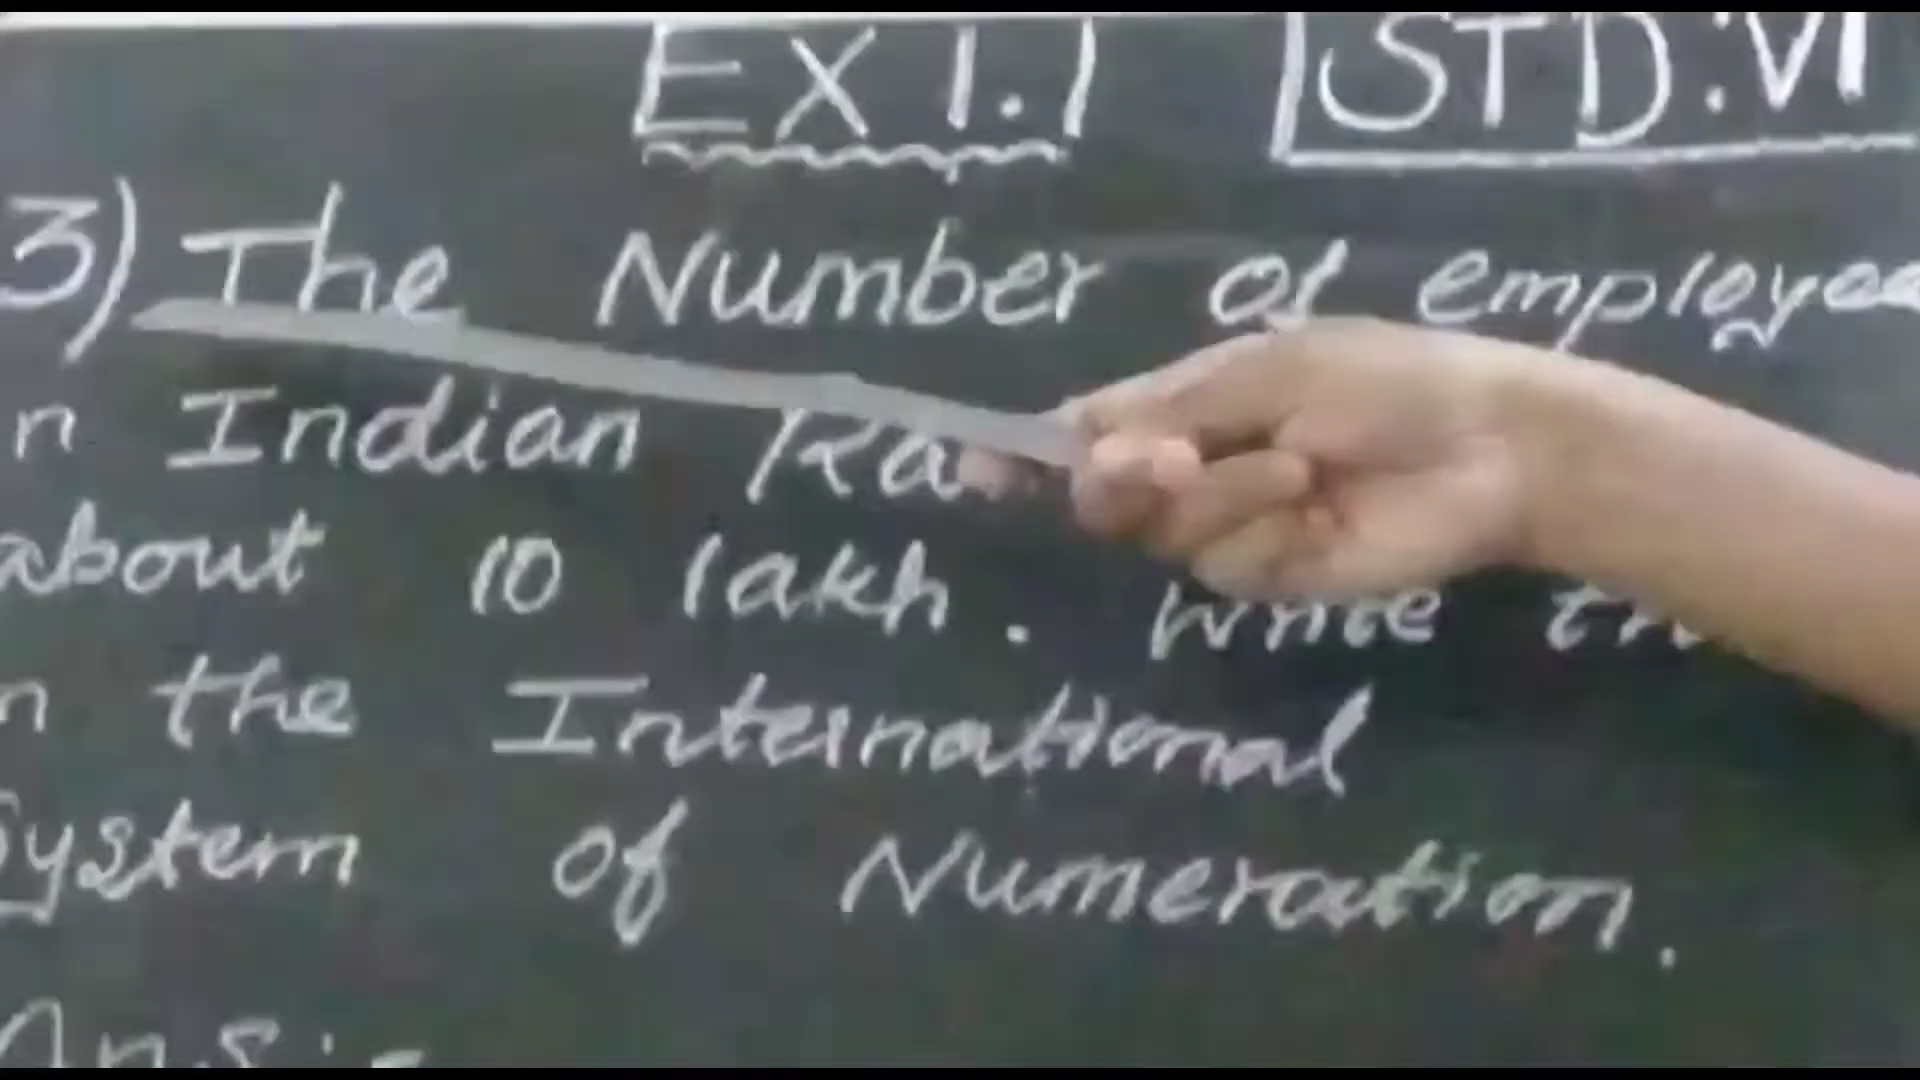 EX 1.1
STD:VI
3) The Number of employee
n Indian Ra
about 10 lakh. Write th
n the International
System of Numeration.
Ans:-